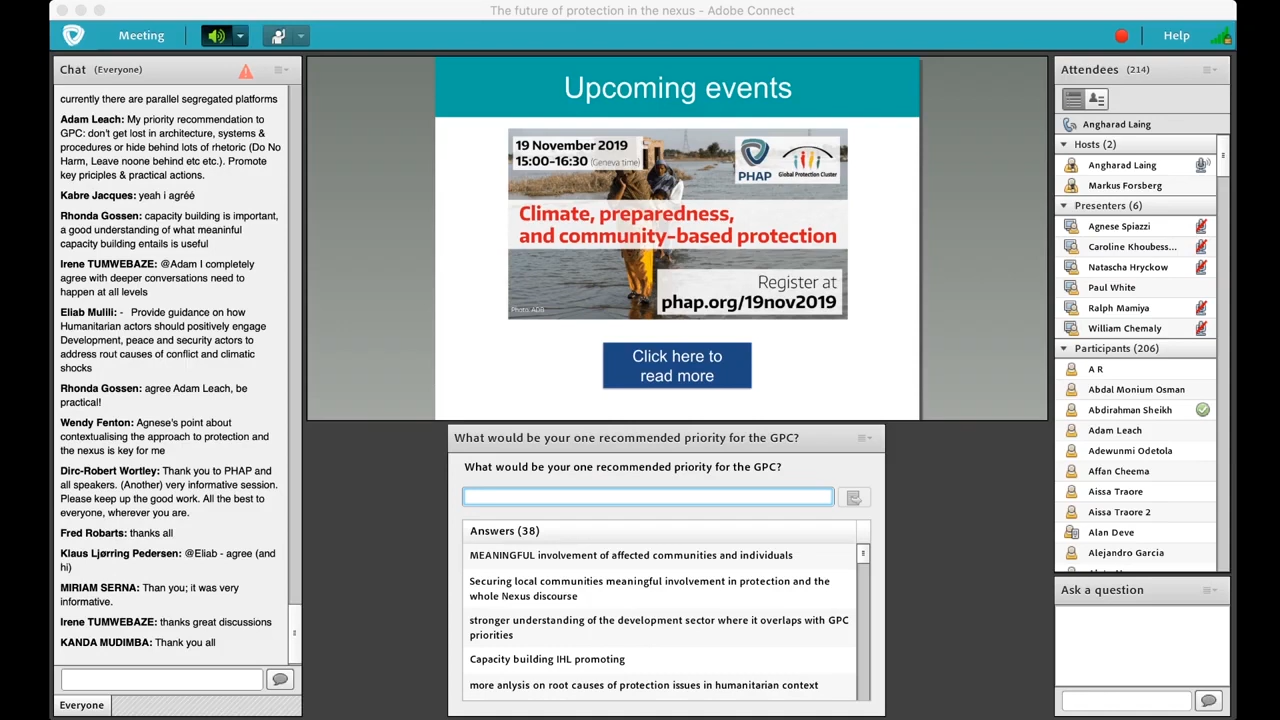 The future of protection in the nexus - Adobe Connect
Meeting
Help
Chat (Everyone)
currently there are parallel segregated platforms
Adam Leach: My priority recommendation to
GPC: don't get lost in architecture, systems &
procedures or hide behind lots of rhetoric (Do No
Harm, Leave noone behind etc etc.). Promote
key priciples & practical actions.
Kabre Jacques: yeah i agréé
Rhonda Gossen: capacity building is important,
a good understanding of what meaninful
capacity building entails is useful
Irene TUMWEBAZE: @Adam I completely
agree with deeper conversations need to
happen at all levels
Eliab Mulili: - Provide guidance on how
Humanitarian actors should positively engage
Development, peace and security actors to
address rout causes of conflict and climatic
shocks
Rhonda Gossen: agree Adam Leach, be
practical!
Wendy Fenton: Agnese's point about
contextualising the approach to protection and
the nexus is key for me
Dirc-Robert Wortley: Thank you to PHAP and
all speakers. (Another) very informative session.
Please keep up the good work. All the best to
everyone, wherever you are.
Fred Robarts: thanks all
Klaus Ljørring Pedersen: @Eliab - agree (and
hi)
MIRIAM SERNA: Than you; it was very
informative.
Irene TUMWEBAZE: thanks great discussions
KANDA MUDIMBA: Thank you all
Everyone
Upcoming events
19 November 2019
15:00-16:30 (Geneva time)
PHAP
Global Protection Cluster
Climate, preparedness,
and community-based protection
Register at
phap.org/19nov2019
Photo: ADB
Click here to
read more
What would be your one recommended priority for the GPC?
What would be your one recommended priority for the GPC?
Answers (38)
MEANINGFUL involvement of affected communities and individuals
Securing local communities meaningful involvement in protection and the
whole Nexus discourse
stronger understanding of the development sector where it overlaps with GPC
priorities
Capacity building IHL promoting
more anlysis on root causes of protection issues in humanitarian context
Attendees (214)
Angharad Laing
Hosts (2)
Angharad Laing
Markus Forsberg
Presenters (6)
Agnese Spiazzi
Caroline Khoubess...
Natascha Hryckow
Paul White
Ralph Mamiya
William Chemaly
Participants (206)
A R
Abdal Monium Osman
Abdirahman Sheikh
Adam Leach
Adewunmi Odetola
Affan Cheema
Aissa Traore
Aissa Traore 2
Alan Deve
Alejandro Garcia
Ask a question